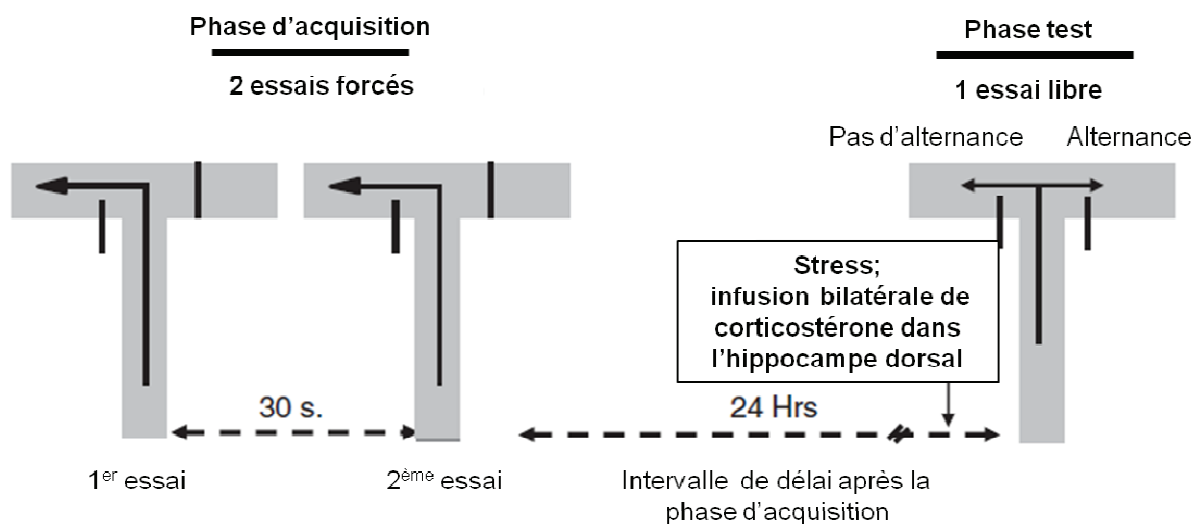 Phase d'acquisition
2 essais forcés
Phase test
1 essai libre
Pas d'alternance
Alternance
Stress;
infusion bilatérale de
corticostérone dans
l'hippocampe dorsal
30 s.
24 Hrs
1er essai
2ème essai
Intervalle de délai après la
phase d'acquisition